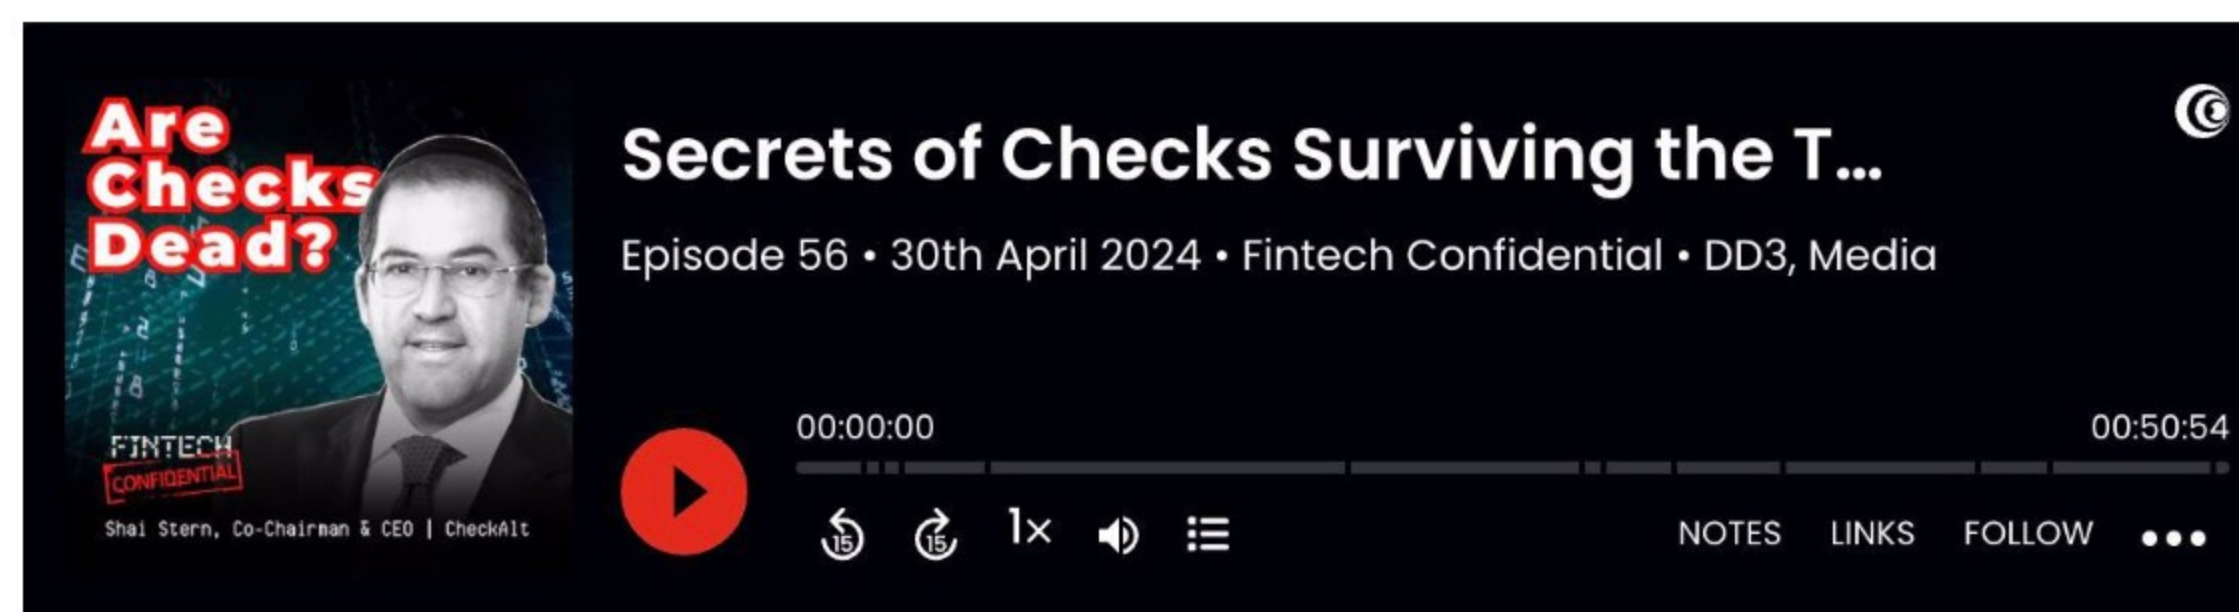 Are
Checks
Dead?
FINTECH
CONFIDENTIAL
Shai Stern, Co-Chairman & CEO | CheckAlt
Secrets of Checks Surviving the T...
Episode 56 • 30th April 2024 • Fintech Confidential • DD3, Media
00:00:00
00:50:54
15
15
1x
NOTES
LINKS
FOLLOW